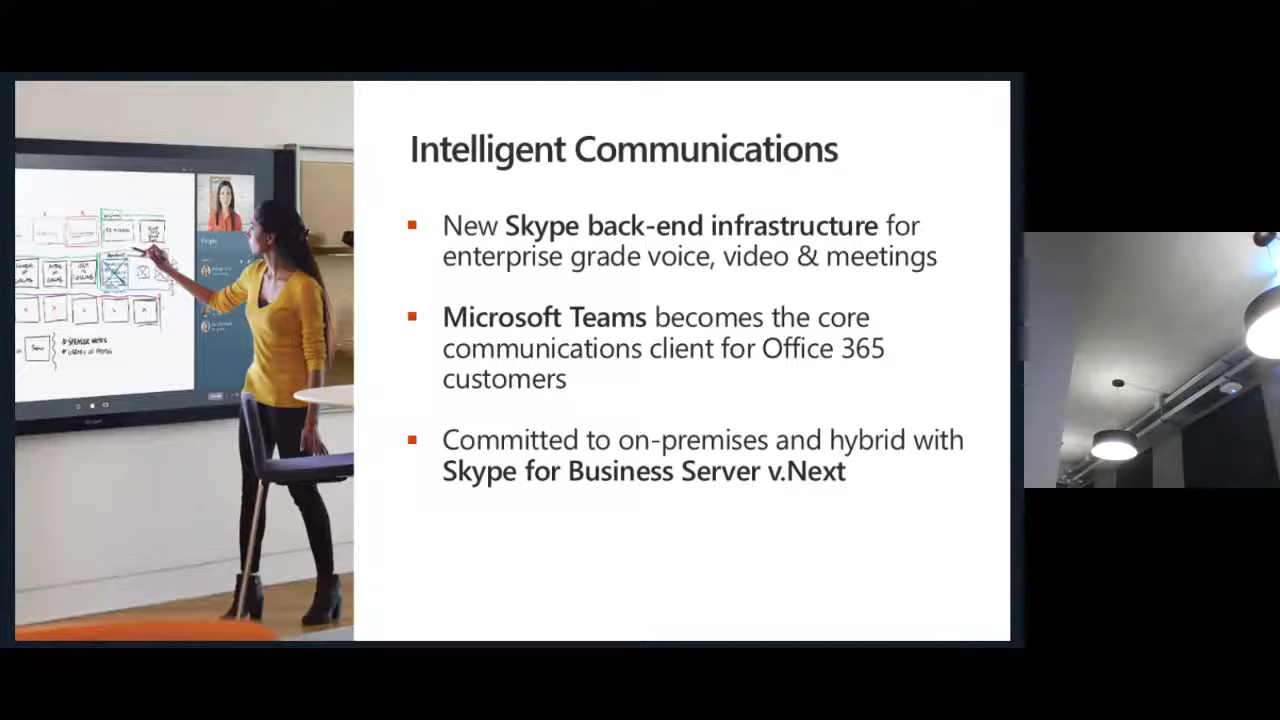 Intelligent Communications
New Skype back-end infrastructure for
enterprise grade voice, video & meetings
Microsoft Teams becomes the core
communications client for Office 365
customers
Committed to on-premises and hybrid with
Skype for Business Server v.Next